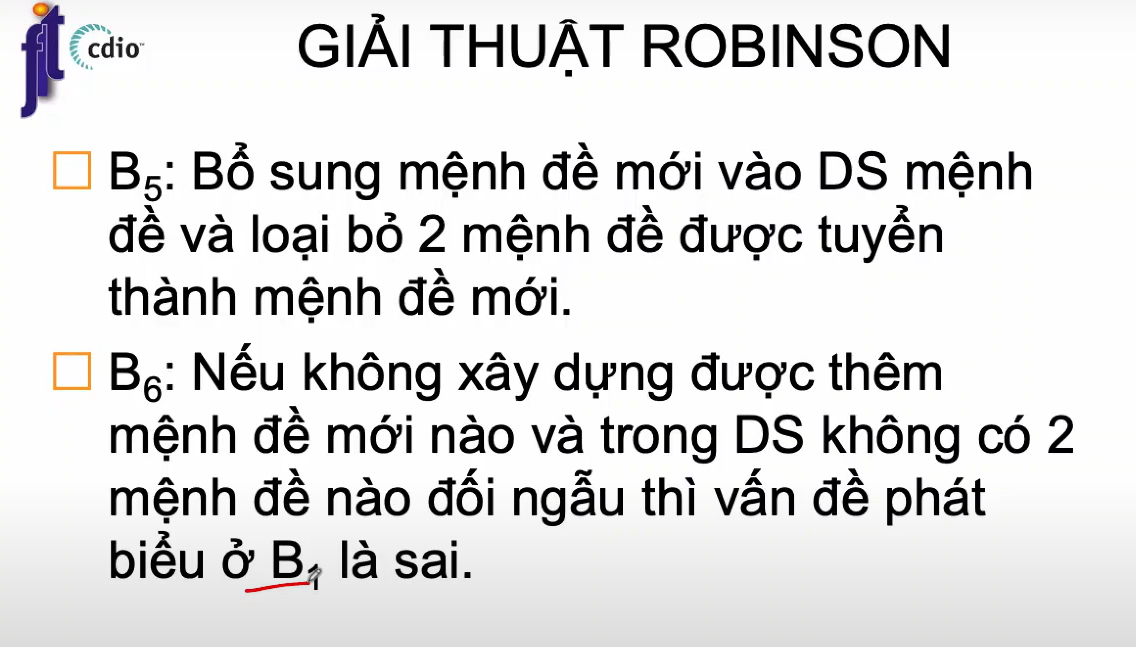 fit
cdio
GIẢI THUẬT ROBINSON
B5: Bổ sung mệnh đề mới vào DS mệnh
đề và loại bỏ 2 mệnh đề được tuyển
thành mệnh đề mới.
B6: Nếu không xây dựng được thêm
mệnh đề mới nào và trong DS không có 2
mệnh đề nào đối ngẫu thì vấn đề phát
biểu ở B1 là sai.